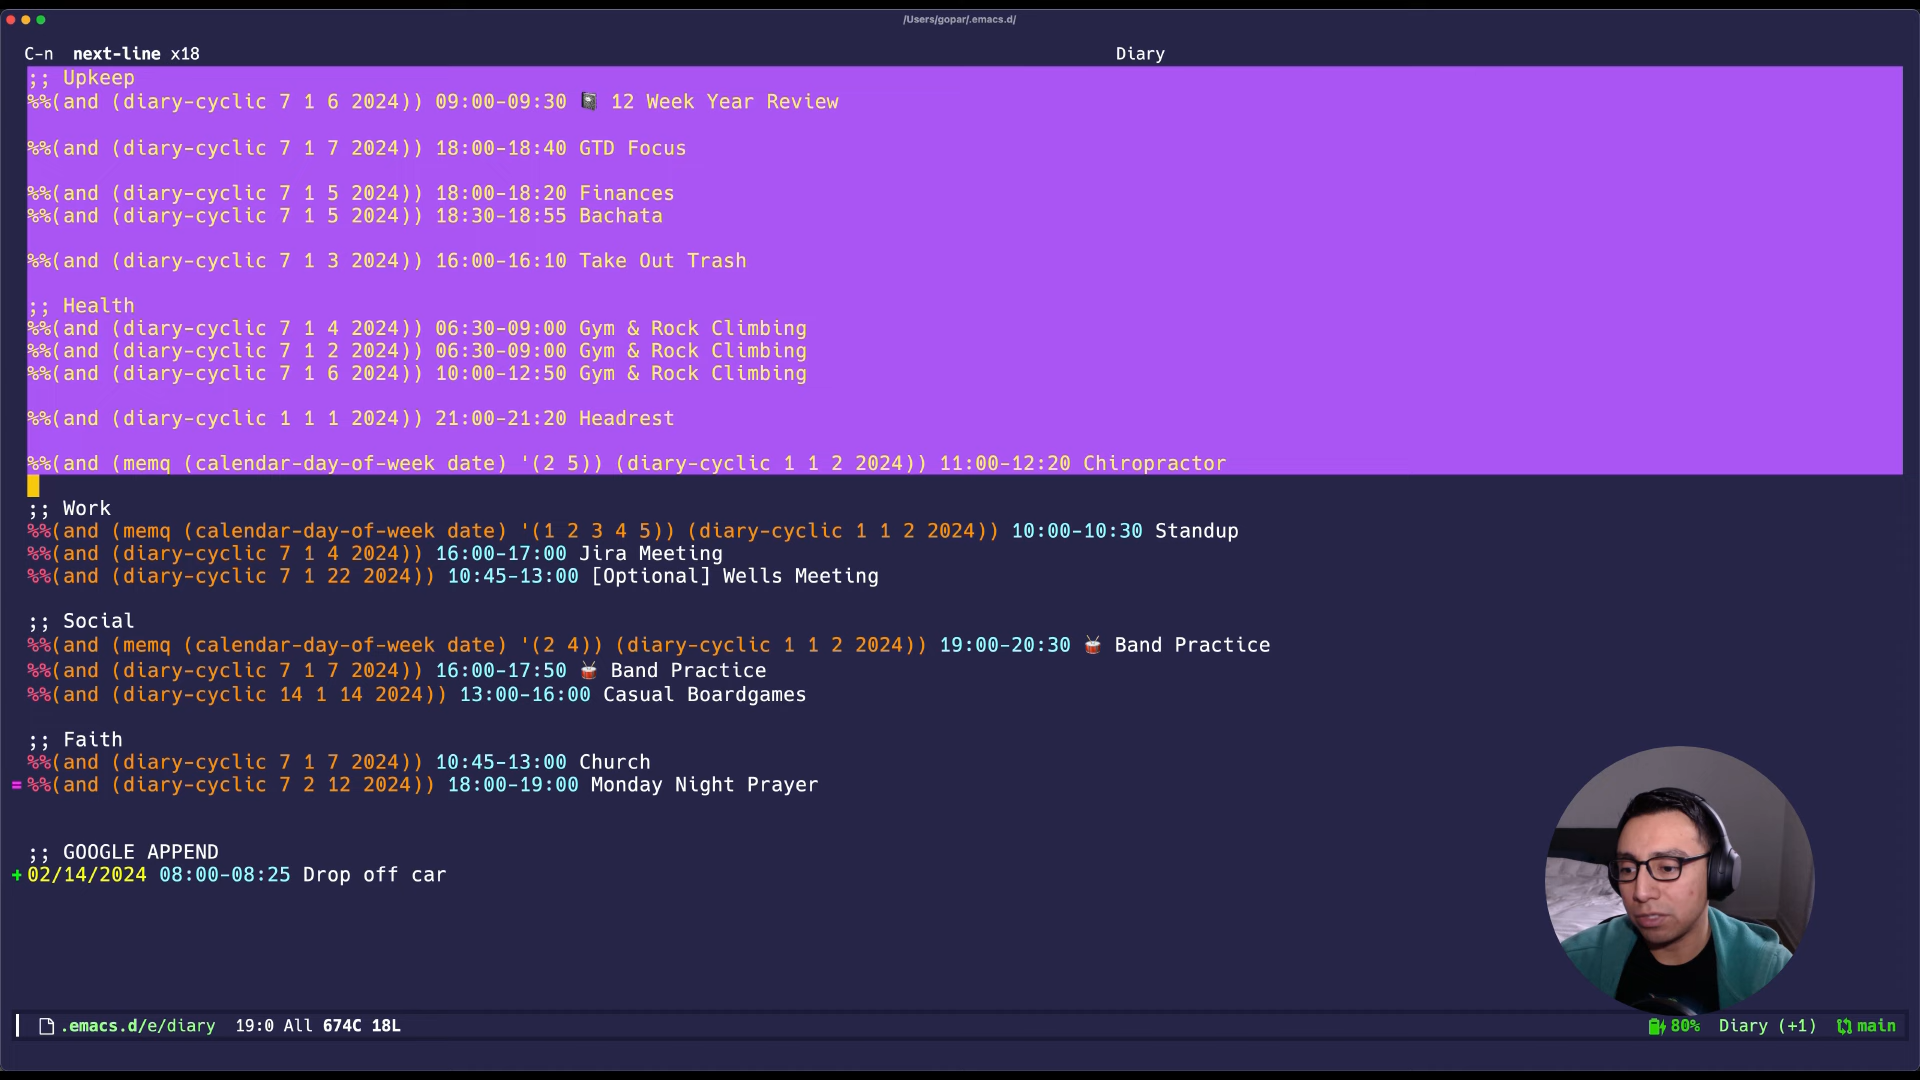 /Users/gopar/.emacs.d/
C-n next-line x18 Diary
;; Upkeep
%%(and (diary-cyclic 7 1 6 2024)) 09:00-09:30 12 Week Year Review
%%(and (diary-cyclic 7 1 7 2024)) 18:00-18:40 GTD Focus
%%(and (diary-cyclic 7 1 5 2024)) 18:00-18:20 Finances
%%(and (diary-cyclic 7 1 5 2024)) 18:30-18:55 Bachata
%%(and (diary-cyclic 7 1 3 2024)) 16:00-16:10 Take Out Trash
;; Health
%%(and (diary-cyclic 7 1 4 2024)) 06:30-09:00 Gym & Rock Climbing
%%(and (diary-cyclic 7 1 2 2024)) 06:30-09:00 Gym & Rock Climbing
%%(and (diary-cyclic 7 1 6 2024)) 10:00-12:50 Gym & Rock Climbing
%%(and (diary-cyclic 1 1 1 2024)) 21:00-21:20 Headrest
%%(and (memq (calendar-day-of-week date) '(2 5)) (diary-cyclic 1 1 2 2024)) 11:00-12:20 Chiropractor
;; Work
%%(and (memq (calendar-day-of-week date) '(1 2 3 4 5)) (diary-cyclic 1 1 2 2024)) 10:00-10:30 Standup
%%(and (diary-cyclic 7 1 4 2024)) 16:00-17:00 Jira Meeting
%%(and (diary-cyclic 7 1 22 2024)) 10:45-13:00 [Optional] Wells Meeting
;; Social
%%(and (memq (calendar-day-of-week date) '(2 4)) (diary-cyclic 1 1 2 2024)) 19:00-20:30 🥁 Band Practice
%%(and (diary-cyclic 7 1 7 2024)) 16:00-17:50 🥁 Band Practice
%%(and (diary-cyclic 14 1 14 2024)) 13:00-16:00 Casual Boardgames
;; Faith
%%(and (diary-cyclic 7 1 7 2024)) 10:45-13:00 Church
=%%(and (diary-cyclic 7 2 12 2024)) 18:00-19:00 Monday Night Prayer
;; GOOGLE APPEND
+02/14/2024 08:00-08:25 Drop off car
.emacs.d/e/diary 19:0 All 674C 18L 80% Diary (+1) main